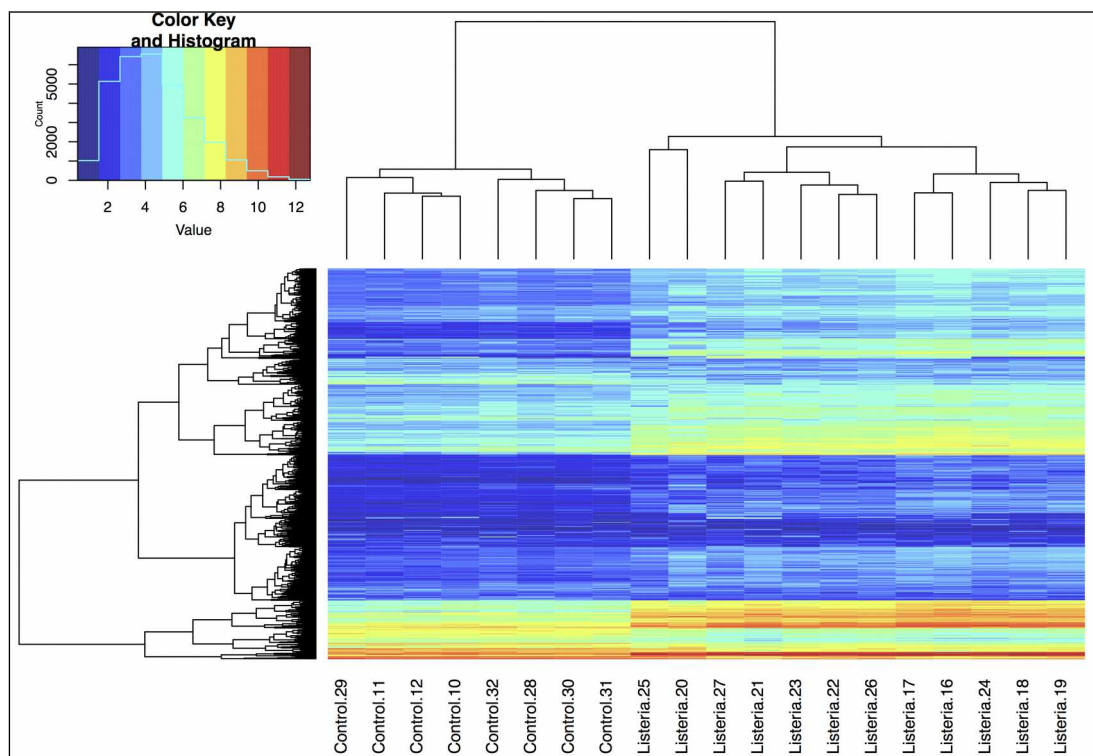 Color Key
and Histogram
Count
0 2000 5000
2 4 6 8 10 12
Value
Control.29
Control.11
Control.12
Control.10
Control.32
Control.28
Control.30
Control.31
Listeria.25
Listeria.20
Listeria.27
Listeria.21
Listeria.23
Listeria.22
Listeria.26
Listeria.17
Listeria.16
Listeria.24
Listeria.18
Listeria.19